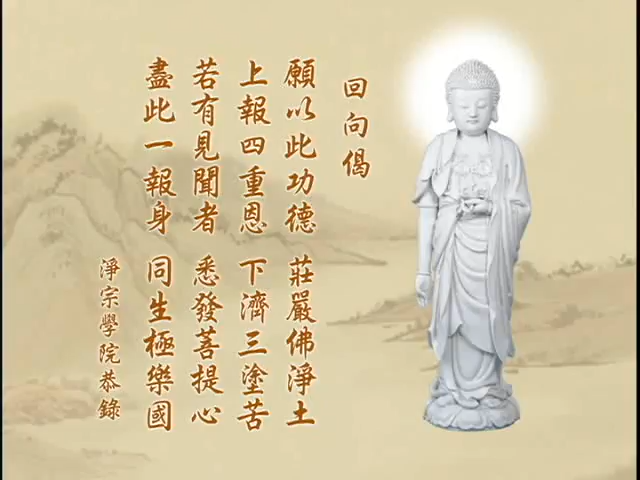 回向偈
願以此功德　莊嚴佛淨土
上報四重恩　下濟三塗苦
若有見聞者　悉發菩提心
盡此一報身　同生極樂國
淨宗學院恭錄